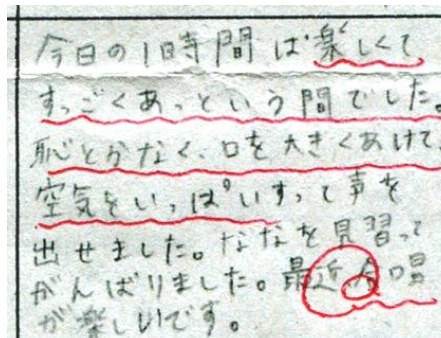 今日の1時間は楽しくて
すっごくあっという間でした。
恥とかなく、口を大きくあけて、
空気をいっぱいすって声を
出せました。ななを見習って
がんばりました。最近合唱
が楽しいです。